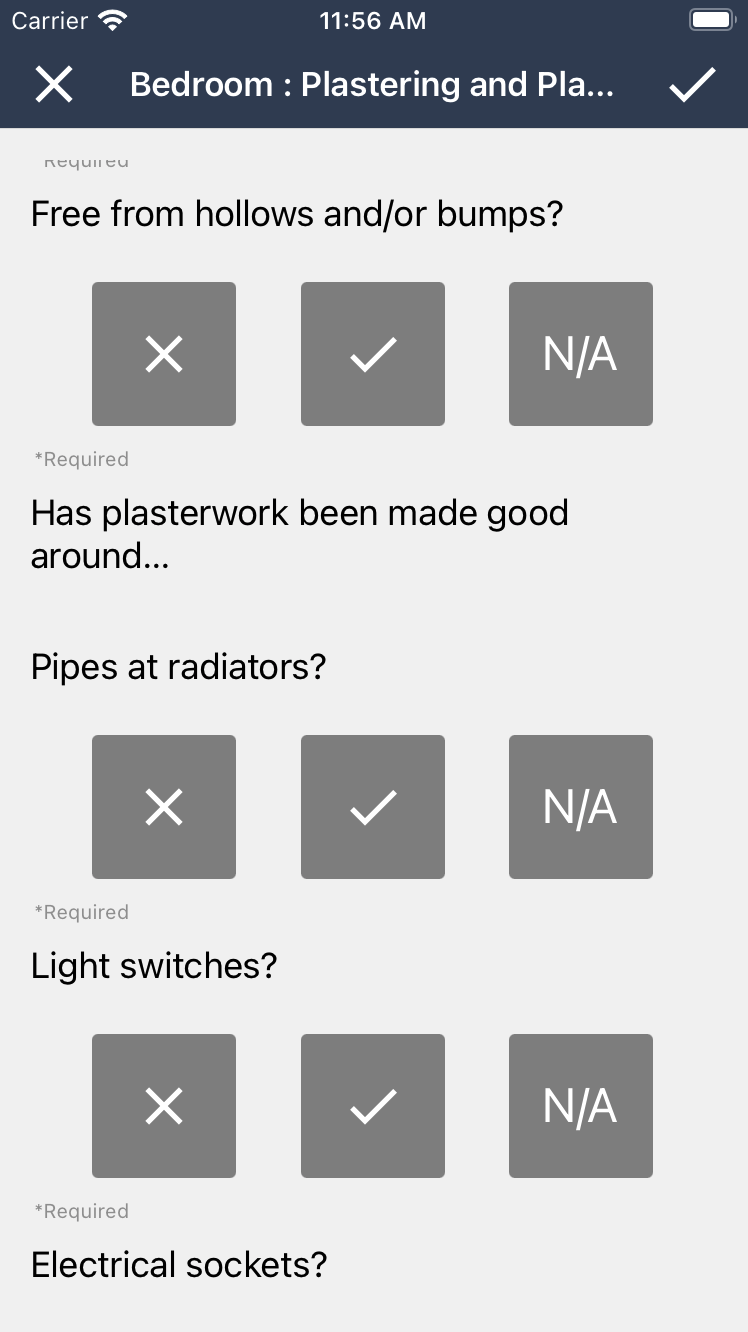 Carrier 11:56 AM
Bedroom : Plastering and Pla...
Required
Free from hollows and/or bumps?
N/A
*Required
Has plasterwork been made good
around...
Pipes at radiators?
N/A
*Required
Light switches?
N/A
*Required
Electrical sockets?